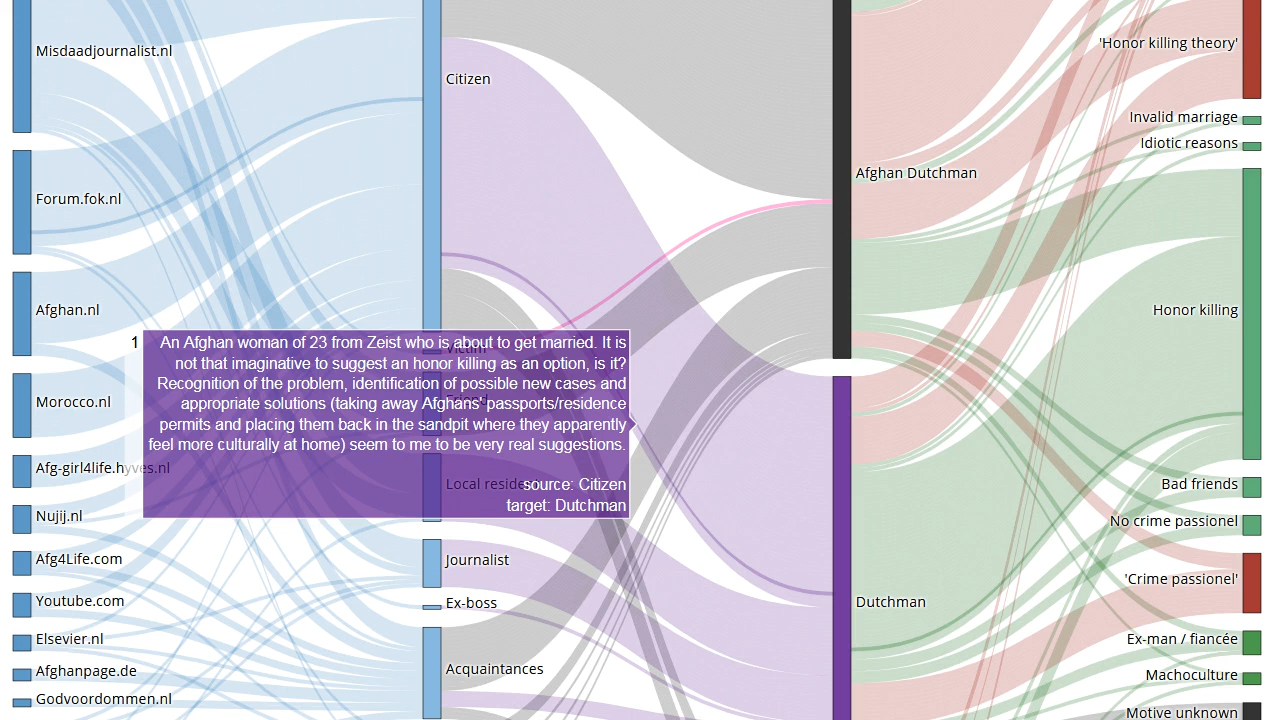 Misdaadjournalist.nl
Forum.fok.nl
Afghan.nl
Morocco.nl
Afg-girl4life.hyves.nl
Nujij.nl
Afg4Life.com
Youtube.com
Elsevier.nl
Afghanpage.de
Godvoordommen.nl
Citizen
Victim
Friend
Local reside
Journalist
Ex-boss
Acquaintances
1
An Afghan woman of 23 from Zeist who is about to get married. It is
not that imaginative to suggest an honor killing as an option, is it?
Recognition of the problem, identification of possible new cases and
appropriate solutions (taking away Afghans' passports/residence
permits and placing them back in the sandpit where they apparently
feel more culturally at home) seem to me to be very real suggestions.
source: Citizen
target: Dutchman
Afghan Dutchman
Dutchman
'Honor killing theory'
Invalid marriage
Idiotic reasons
Honor killing
Bad friends
No crime passionel
'Crime passionel'
Ex-man / fiancée
Machoculture
Motive unknown